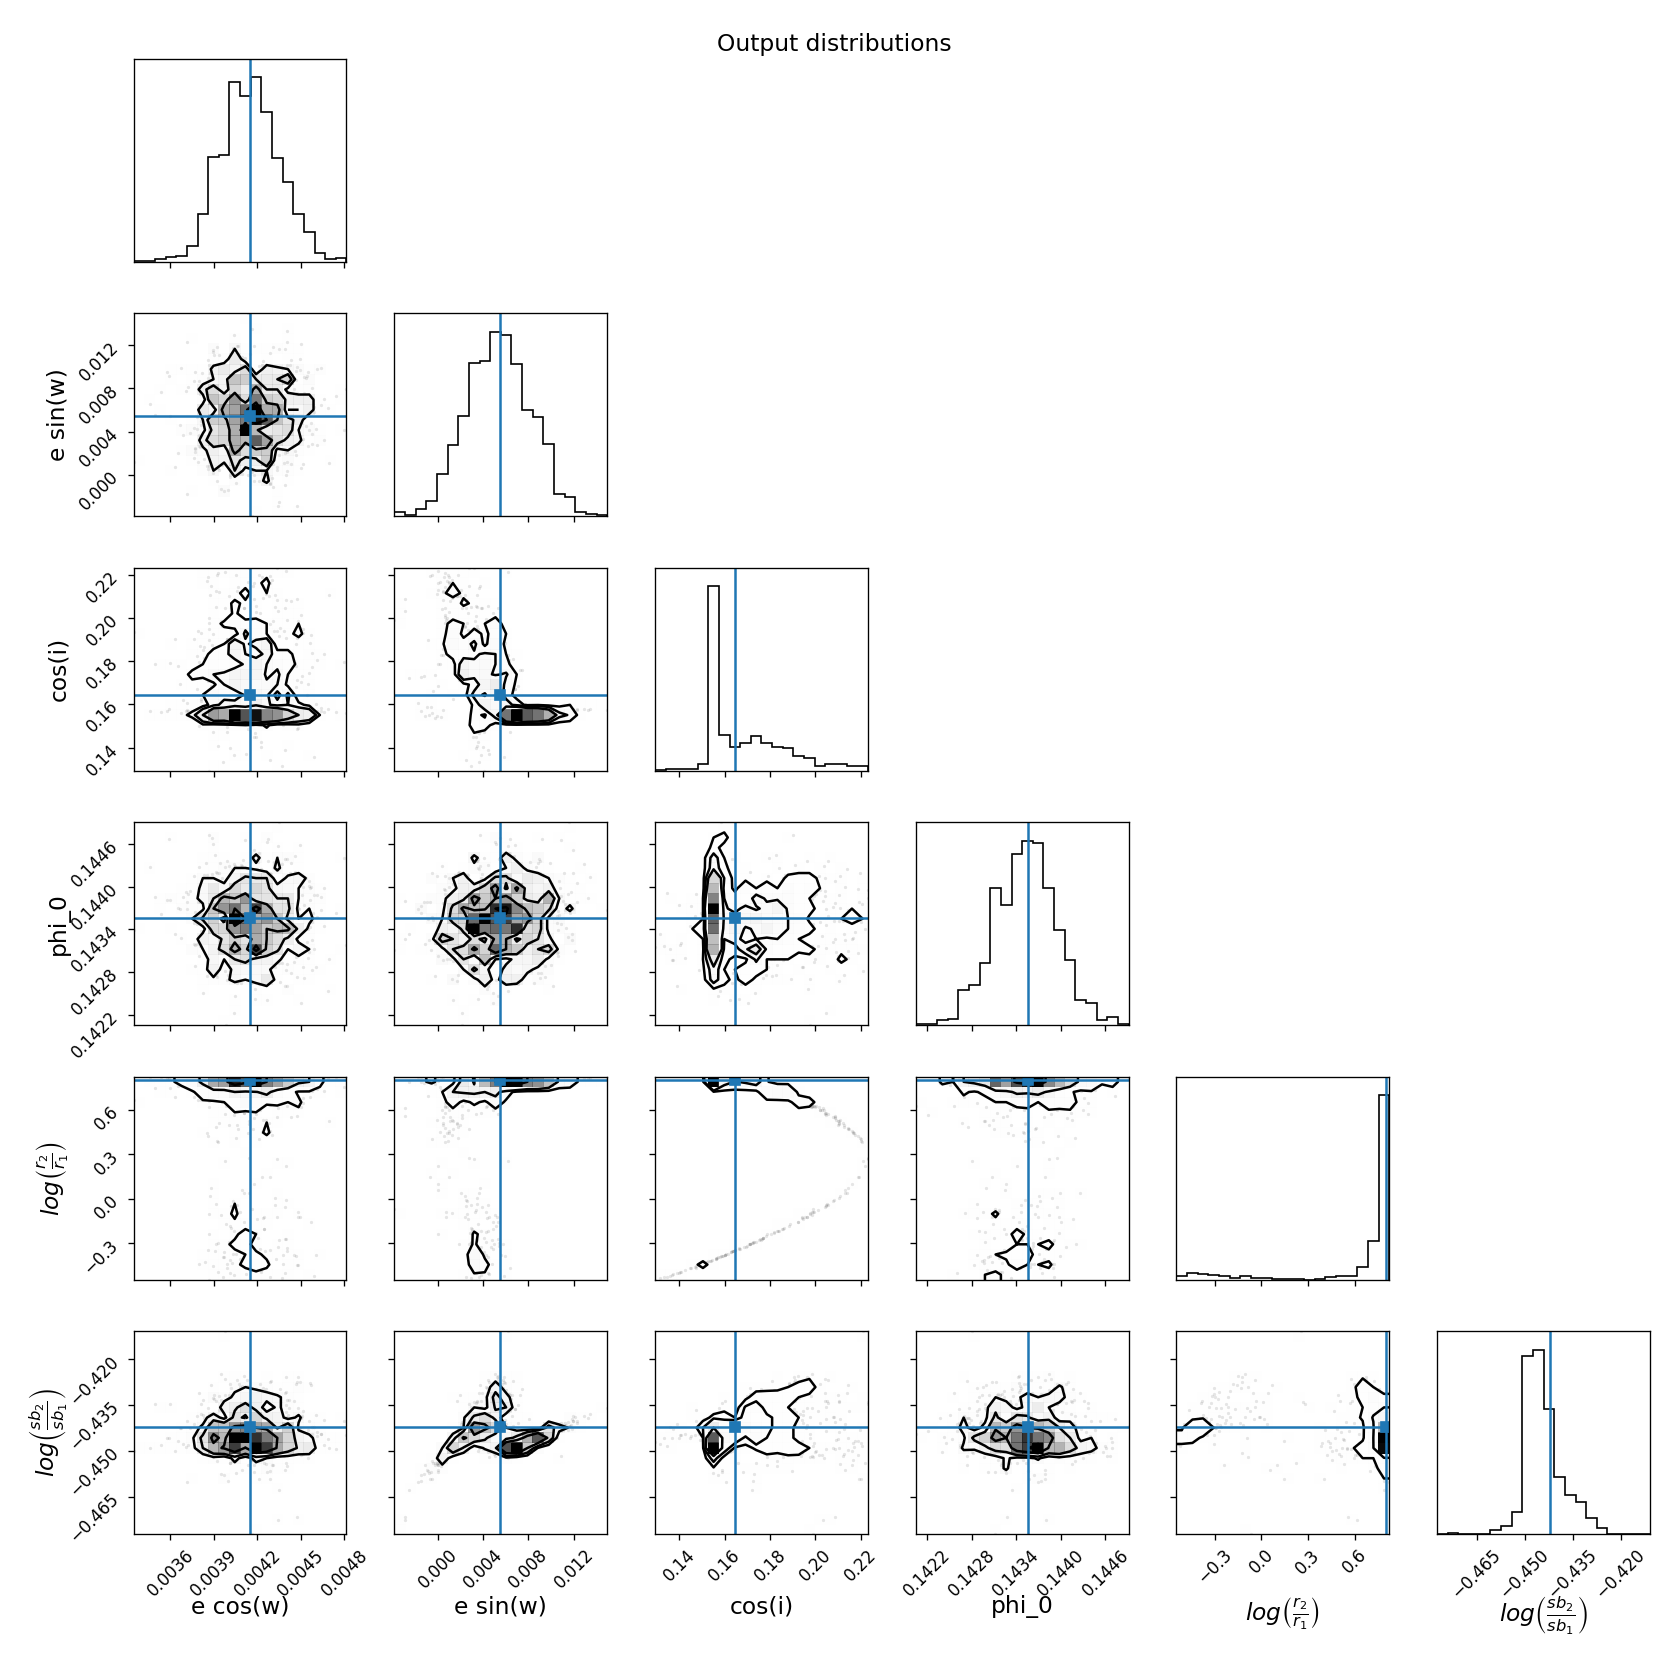 Output distributions
e sin(w)
0.012
0.008
0.004
0.000
cos(i)
0.22
0.20
0.18
0.16
0.14
phi_0
0.1446
0.1440
0.1434
0.1428
0.1422
log(r₂/r₁)
0.6
0.3
0.0
−0.3
log(sb₂/sb₁)
−0.420
−0.435
−0.450
−0.465
0.0036 0.0039 0.0042 0.0045 0.0048
0.000 0.004 0.008 0.012
0.14 0.16 0.18 0.20 0.22
0.1422 0.1428 0.1434 0.1440 0.1446
−0.3 0.0 0.3 0.6
−0.465 −0.450 −0.435 −0.420
e cos(w) e sin(w) cos(i) phi_0 log(r₂/r₁) log(sb₂/sb₁)